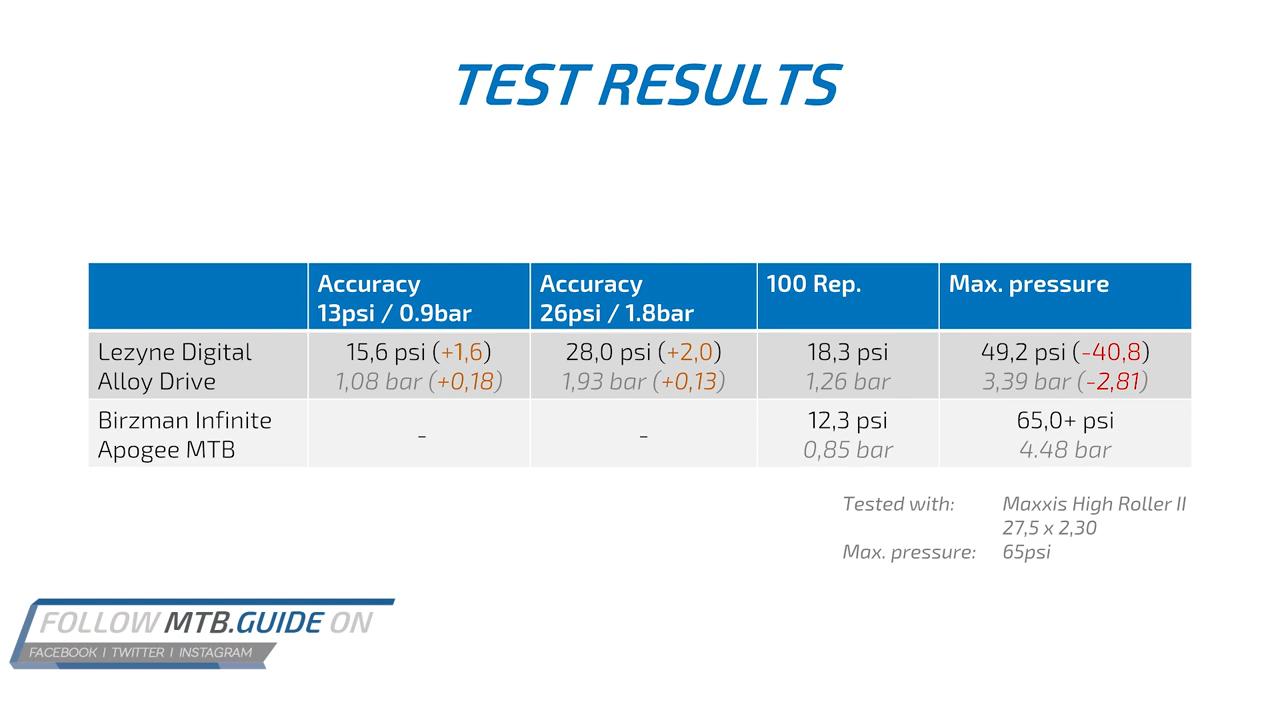 TEST RESULTS
Accuracy
13psi / 0.9bar
Accuracy
26psi / 1.8bar
100 Rep.
Max. pressure
Lezyne Digital
Alloy Drive
15,6 psi (+1,6)
1,08 bar (+0,18)
28,0 psi (+2,0)
1,93 bar (+0,13)
18,3 psi
1,26 bar
49,2 psi (-40,8)
3,39 bar (-2,81)
Birzman Infinite
Apogee MTB
-
-
12,3 psi
0,85 bar
65,0+ psi
4.48 bar
Tested with: Maxxis High Roller II
27,5 x 2,30
Max. pressure: 65psi
FOLLOW MTB.GUIDE ON
FACEBOOK | TWITTER | INSTAGRAM